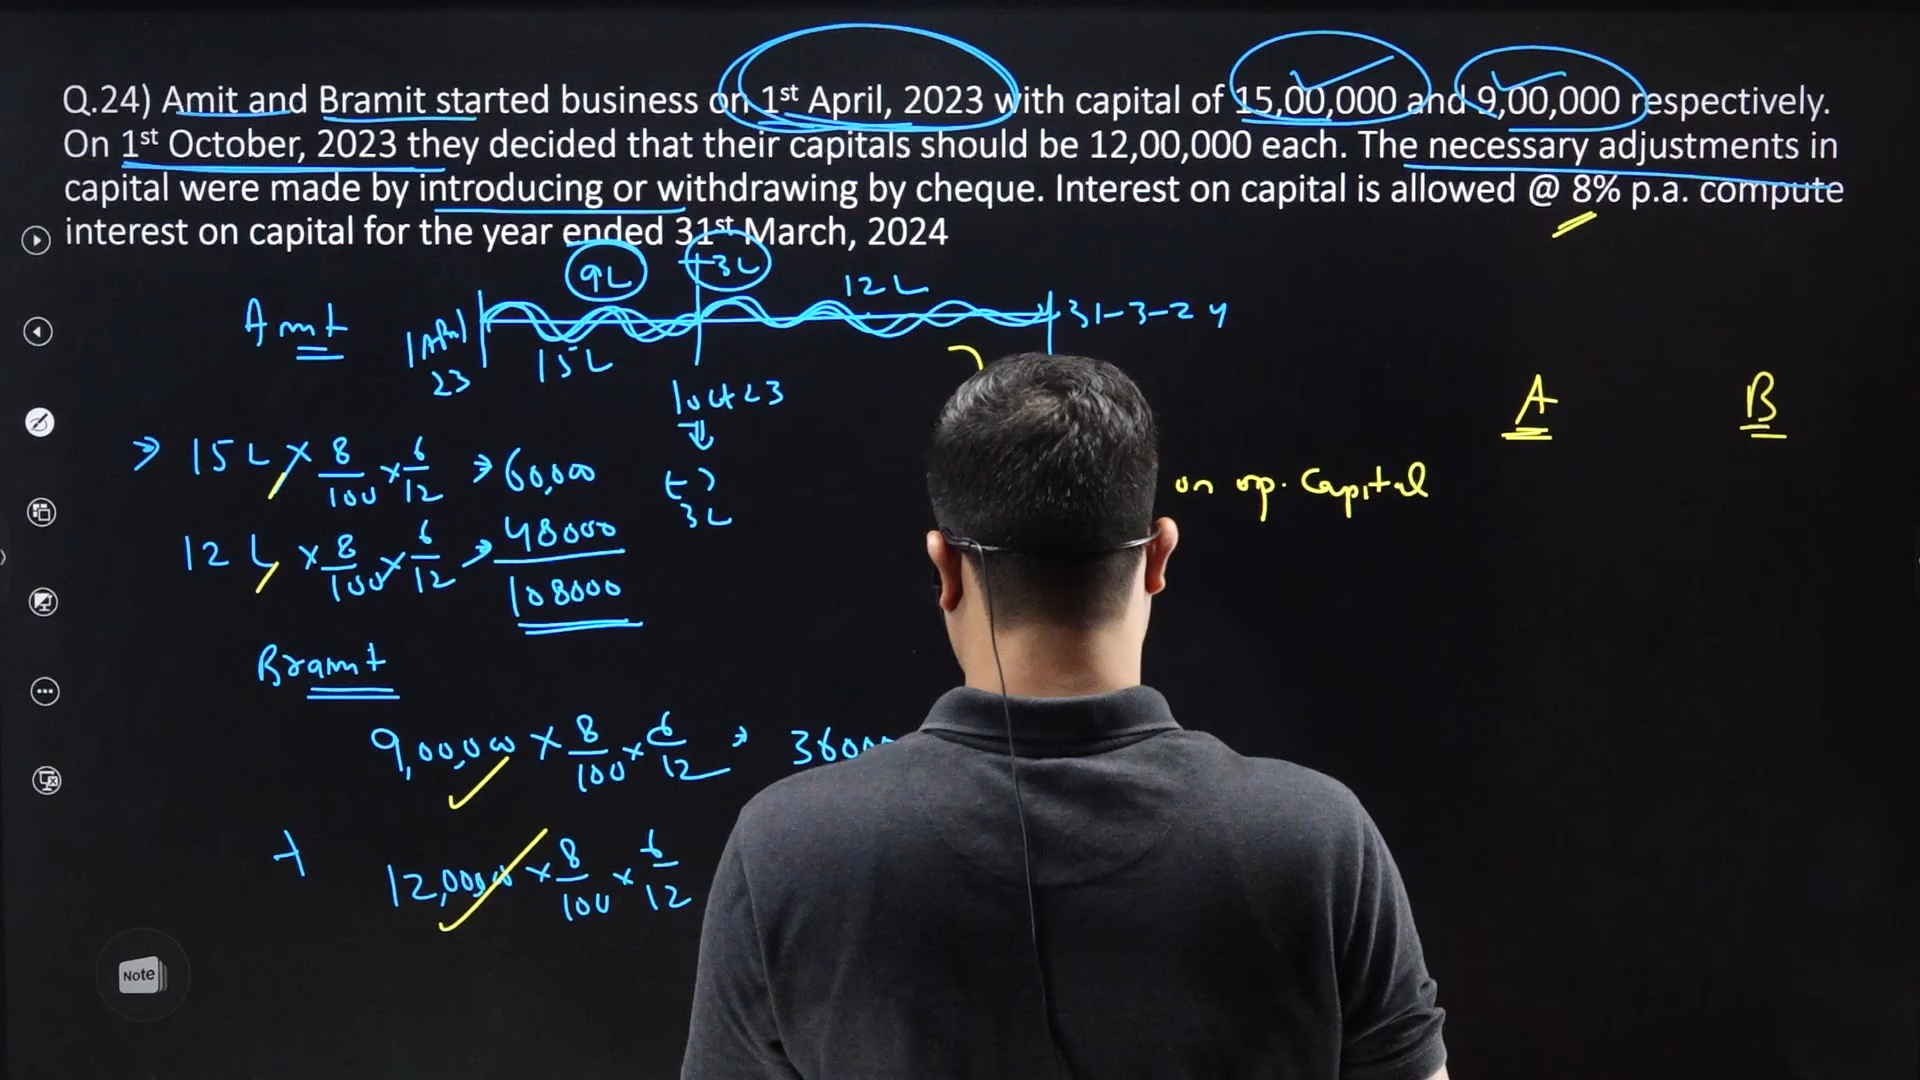 Q.24) Amit and Bramit started business on 1st April, 2023 with capital of 15,00,000 and 9,00,000 respectively.
On 1st October, 2023 they decided that their capitals should be 12,00,000 each. The necessary adjustments in
capital were made by introducing or withdrawing by cheque. Interest on capital is allowed @ 8% p.a. compute
interest on capital for the year ended 31st March, 2024
9L +3L 12L
Amit 1 Apr 23 31-3-24
15L
1 oct 23
A B
→ 15L × 8/100 × 6/12 → 60,000
(-) 3L
on op. Capital
12L × 8/100 × 6/12 → 48000
108000
Bramit
9,00,000 × 8/100 × 6/12 → 3600
+ 12,00,000 × 8/100 × 6/12
Note